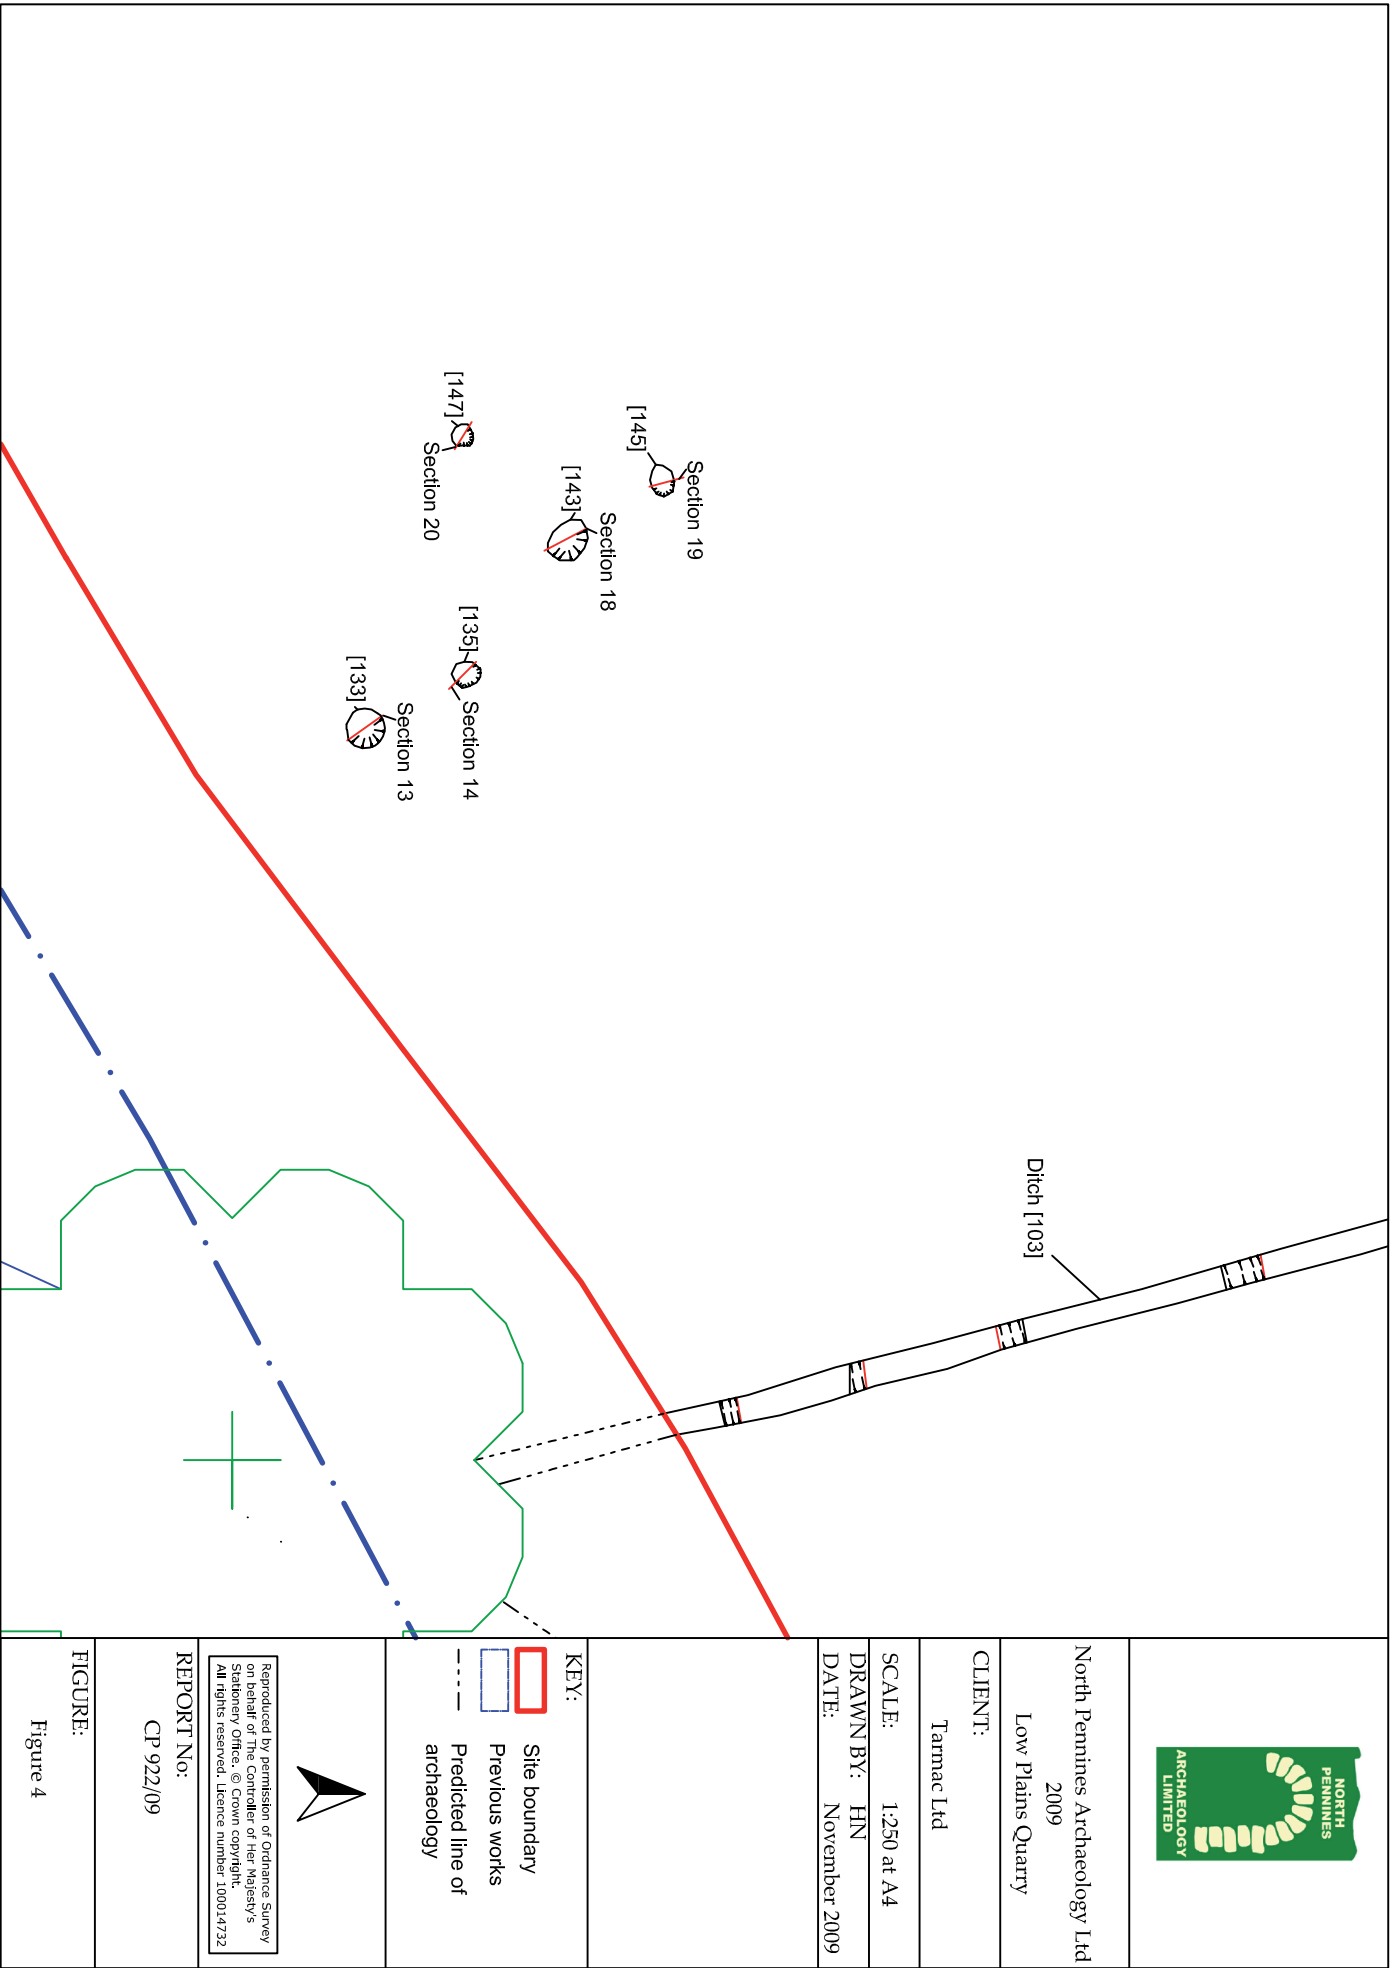 Section 19
[145]
Section 18
[143]
[147]
Section 20
[135]
Section 14
[133]
Section 13
Ditch [103]
NORTH
PENNINES
ARCHAEOLOGY
LIMITED
North Pennines Archaeology Ltd
2009
Low Plains Quarry
CLIENT:
Tarmac Ltd
SCALE: 1:250 at A4
DRAWN BY: HN
DATE: November 2009
KEY:
Site boundary
Previous works
Predicted line of
archaeology
Reproduced by permission of Ordnance Survey
on behalf of The Controller of Her Majesty's
Stationery Office. © Crown copyright.
All rights reserved. Licence number 100014732
REPORT No:
CP 922/09
FIGURE:
Figure 4